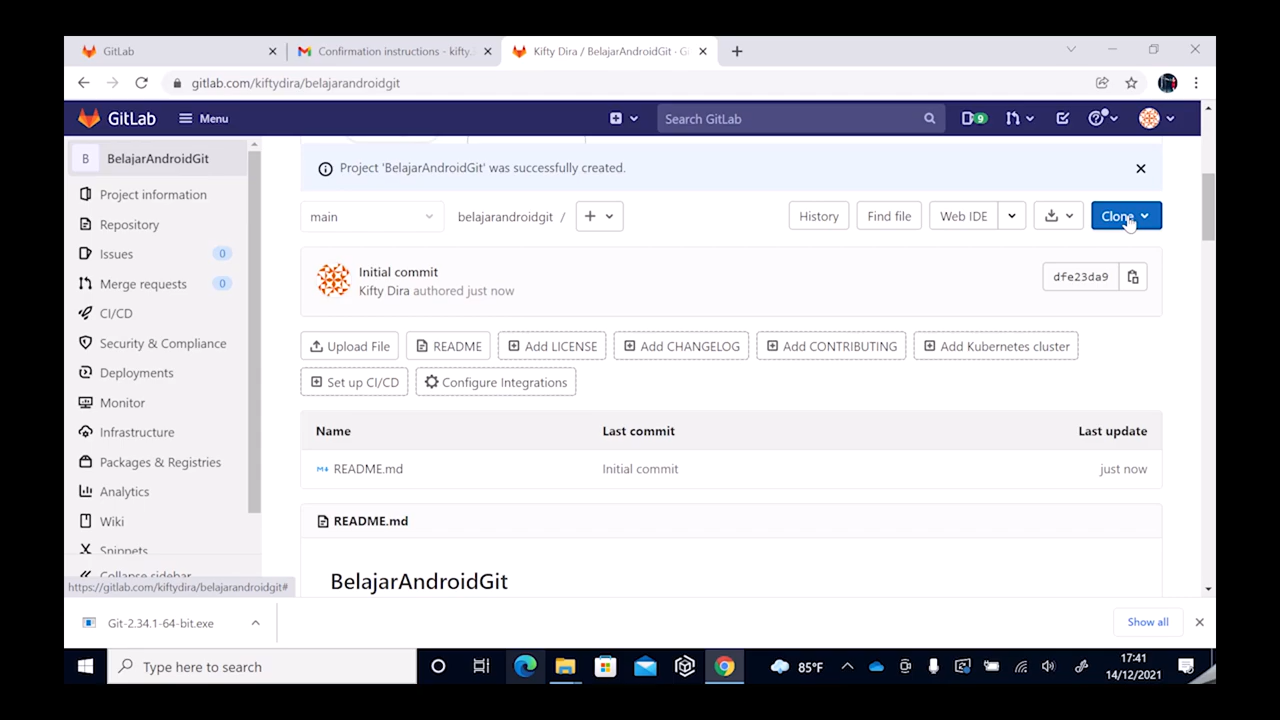 GitLab
Confirmation instructions - kifty.
Kifty Dira / BelajarAndroidGit · G
gitlab.com/kiftydira/belajarandroidgit
GitLab
Menu
Search GitLab
9
B BelajarAndroidGit
Project information
Repository
Issues 0
Merge requests 0
CI/CD
Security & Compliance
Deployments
Monitor
Infrastructure
Packages & Registries
Analytics
Wiki
Snippets
Collapse sidebar
https://gitlab.com/kiftydira/belajarandroidgit#
Project 'BelajarAndroidGit' was successfully created.
main
belajarandroidgit /
History
Find file
Web IDE
Clone
Initial commit
Kifty Dira authored just now
dfe23da9
Upload File
README
Add LICENSE
Add CHANGELOG
Add CONTRIBUTING
Add Kubernetes cluster
Set up CI/CD
Configure Integrations
Name Last commit Last update
README.md Initial commit just now
README.md
BelajarAndroidGit
Git-2.34.1-64-bit.exe
Show all
Type here to search
85°F
17:41
14/12/2021